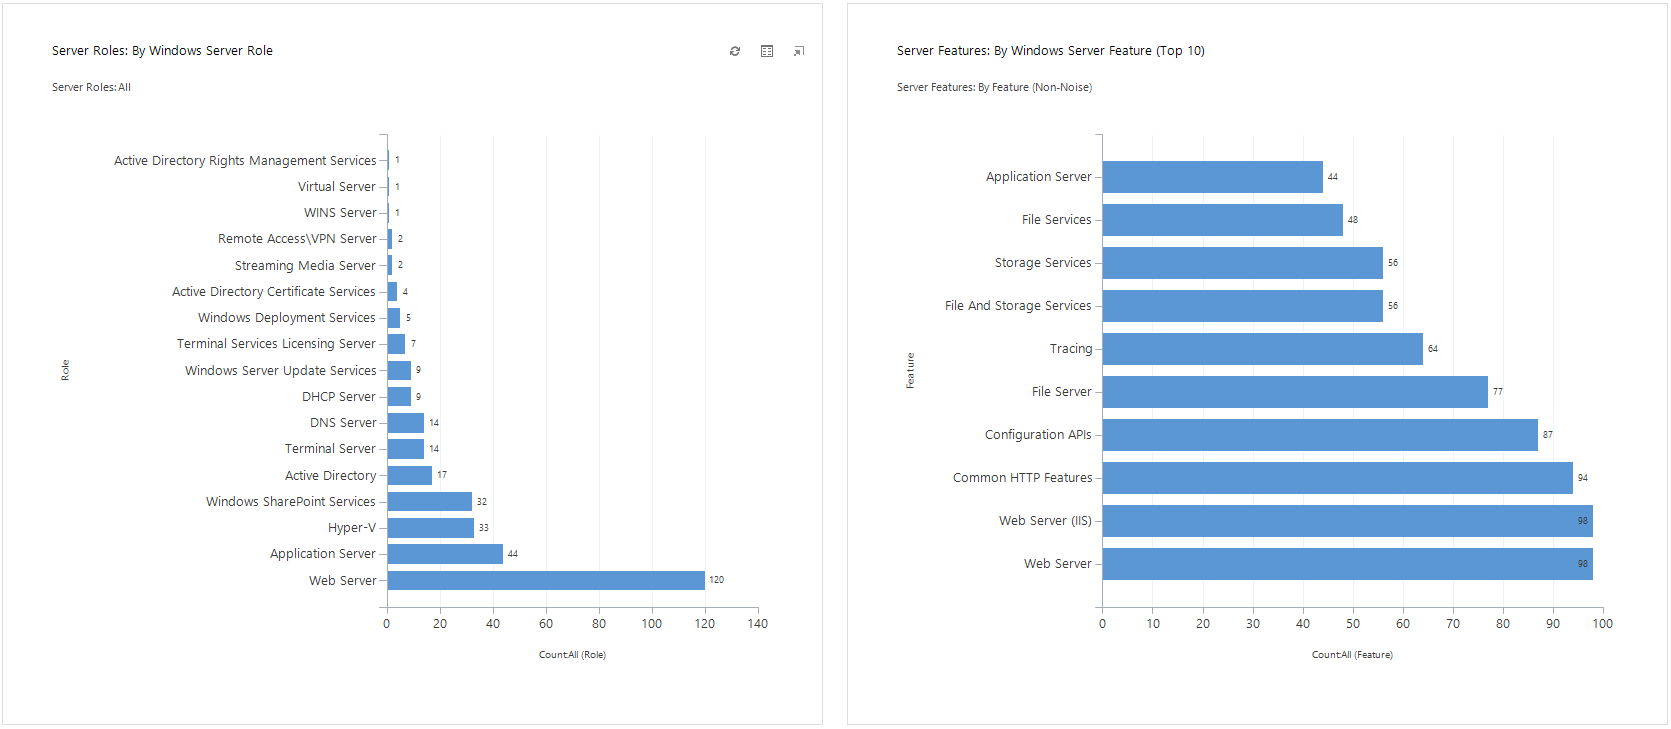 Server Roles: By Windows Server Role
Server Roles: All
Role
Active Directory Rights Management Services 1
Virtual Server 1
WINS Server 1
Remote Access\VPN Server 2
Streaming Media Server 2
Active Directory Certificate Services 4
Windows Deployment Services 5
Terminal Services Licensing Server 7
Windows Server Update Services 9
DHCP Server 9
DNS Server 14
Terminal Server 14
Active Directory 17
Windows SharePoint Services 32
Hyper-V 33
Application Server 44
Web Server 120
0 20 40 60 80 100 120 140
Count:All (Role)
Server Features: By Windows Server Feature (Top 10)
Server Features: By Feature (Non-Noise)
Feature
Application Server 44
File Services 48
Storage Services 56
File And Storage Services 56
Tracing 64
File Server 77
Configuration APIs 87
Common HTTP Features 94
Web Server (IIS) 98
Web Server 98
0 10 20 30 40 50 60 70 80 90 100
Count:All (Feature)